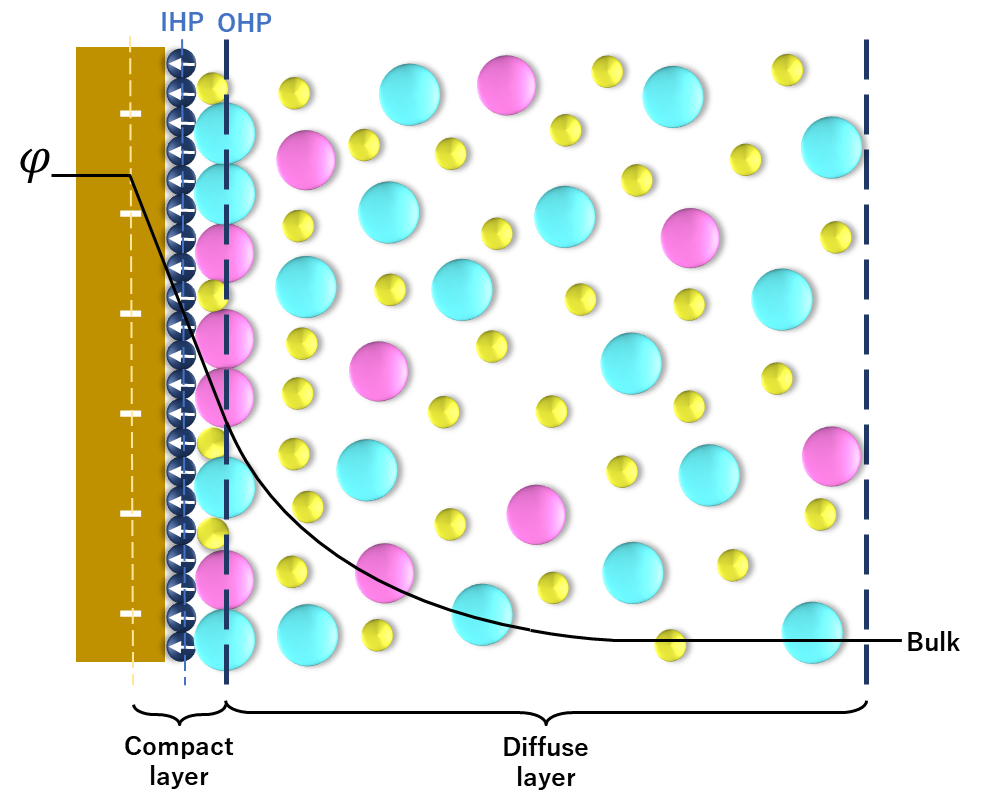 IHP OHP
φ
Bulk
Compact
layer
Diffuse
layer